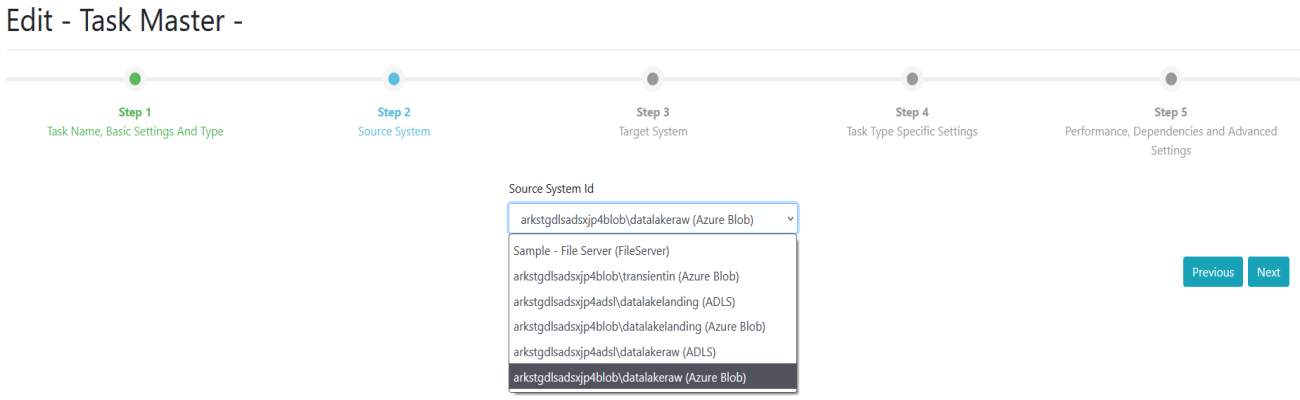 Edit - Task Master -
Step 1
Task Name, Basic Settings And Type
Step 2
Source System
Step 3
Target System
Step 4
Task Type Specific Settings
Step 5
Performance, Dependencies and Advanced
Settings
Source System Id
arkstgdlsadsxjp4blob\datalakeraw (Azure Blob)
Sample - File Server (FileServer)
arkstgdlsadsxjp4blob\transientin (Azure Blob)
arkstgdlsadsxjp4adsl\datalakelanding (ADLS)
arkstgdlsadsxjp4blob\datalakelanding (Azure Blob)
arkstgdlsadsxjp4adsl\datalakeraw (ADLS)
arkstgdlsadsxjp4blob\datalakeraw (Azure Blob)
Previous
Next